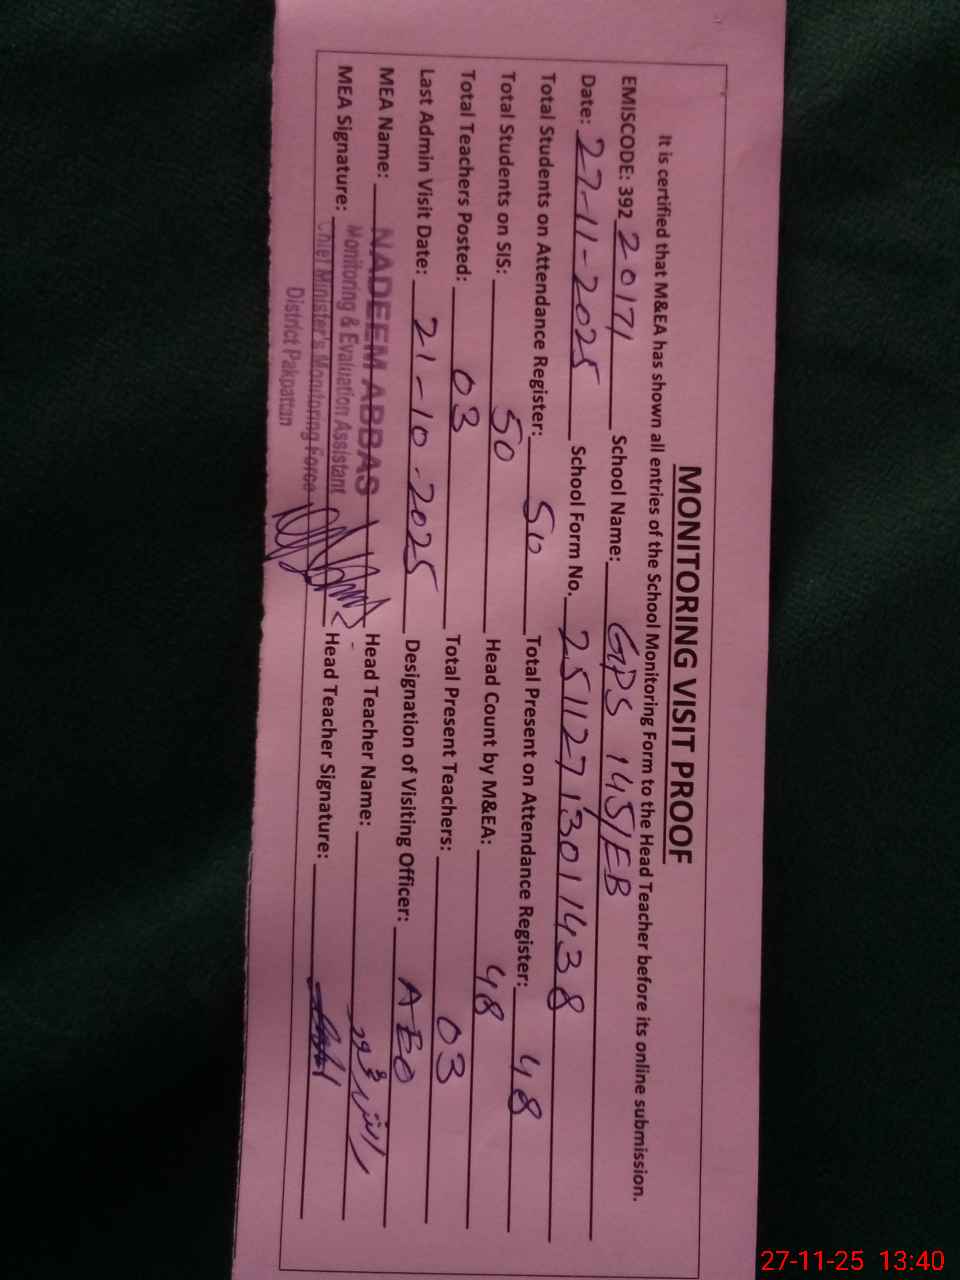 MONITORING VISIT PROOF
It is certified that M&EA has shown all entries of the School Monitoring Form to the Head Teacher before its online submission.
EMISCODE: 392 20171 School Name: GPS 145/EB
Date: 27-11-2025 School Form No. 251127 1301438
Total Students on Attendance Register: 50 Total Present on Attendance Register: 48
Total Students on SIS: 50 Head Count by M&EA: 48
Total Teachers Posted: 03 Total Present Teachers: 03
Last Admin Visit Date: 21-10-2025 Designation of Visiting Officer: AEO
MEA Name: NADEEM ABBAS Head Teacher Name:
Monitoring & Evaluation Assistant
MEA Signature: Chief Minister's Monitoring Force Head Teacher Signature:
District Pakpattan
27-11-25 13:40